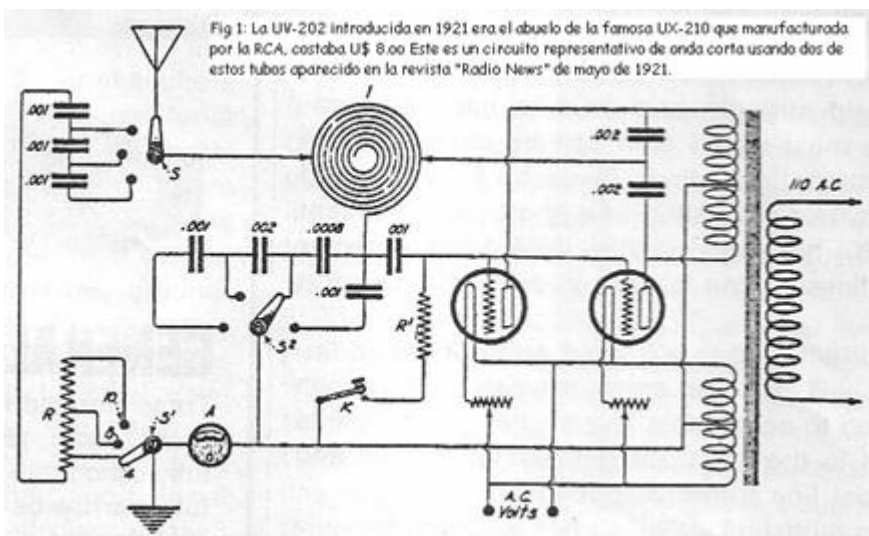 Fig 1: La UV-202 introducida en 1921 era el abuelo de la famosa UX-210 que manufacturada
por la RCA, costaba U$ 8.oo Este es un circuito representativo de onda corta usando dos de
estos tubos aparecido en la revista "Radio News" de mayo de 1921.
I
.001
.001
.001
S
.002
.002
110 A.C.
.001
.002
.0008
.001
.001
S²
R'
K
R
S'
A
A.C.
Volts